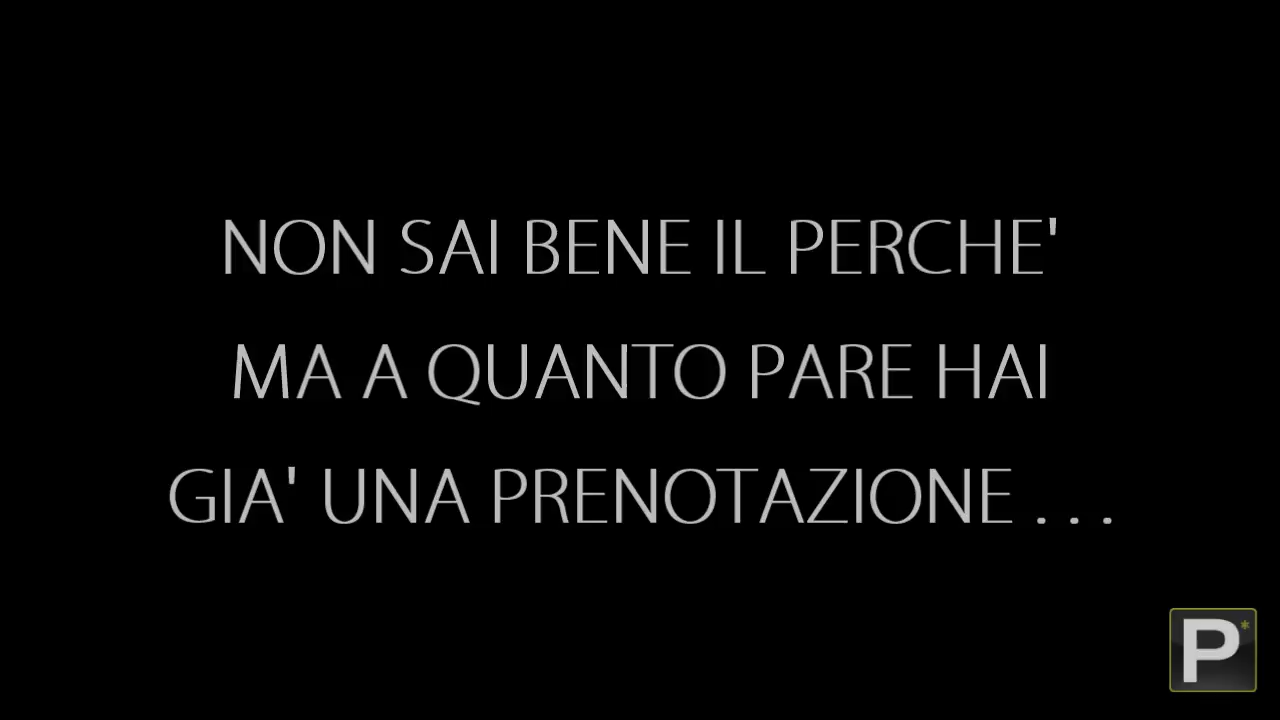 NON SAI BENE IL PERCHE'
MA A QUANTO PARE HAI
GIA' UNA PRENOTAZIONE . . .
P*